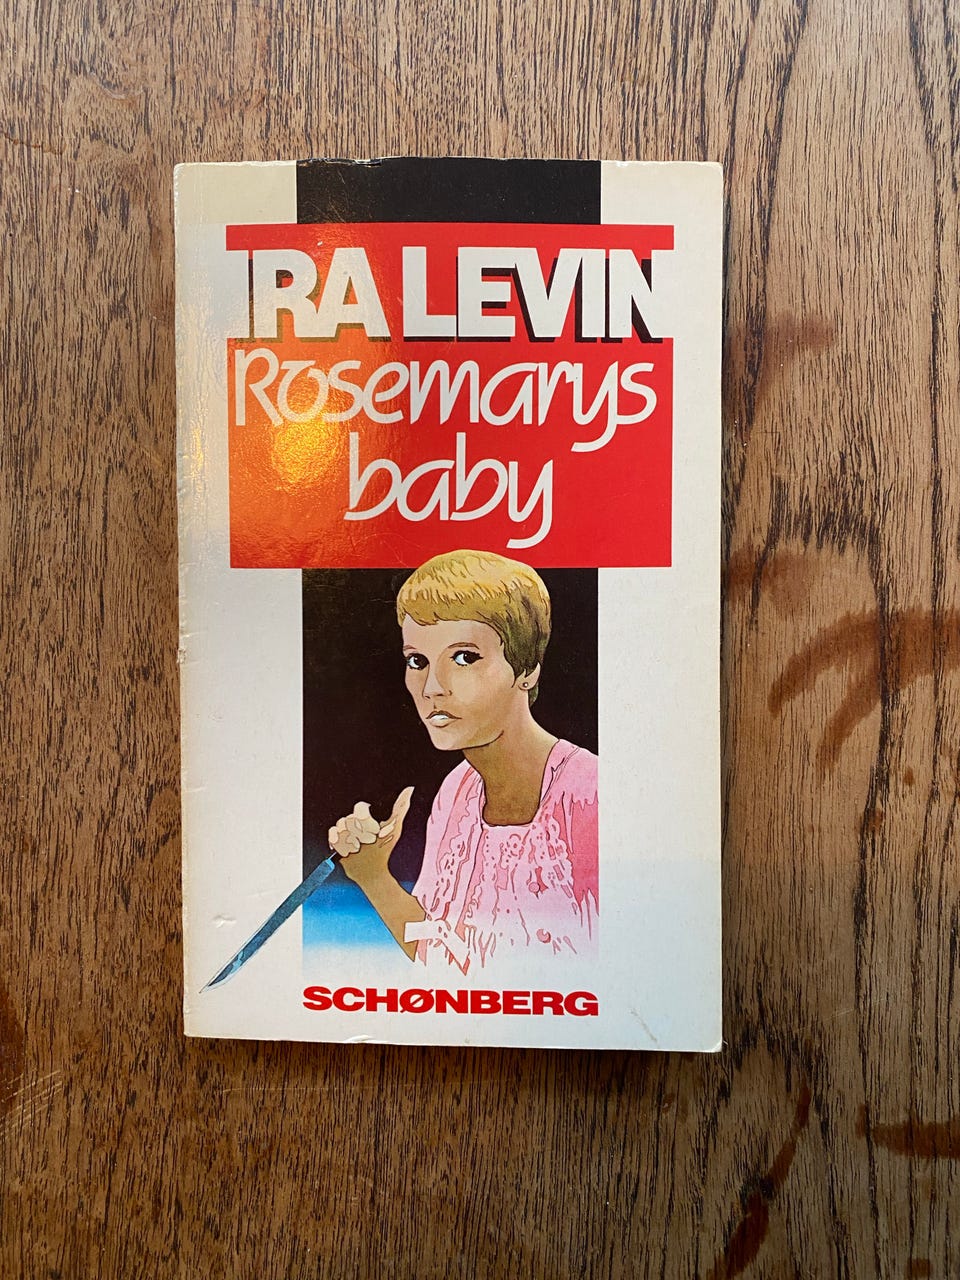 IRA LEVIN
Rosemarys
baby
SCHØNBERG